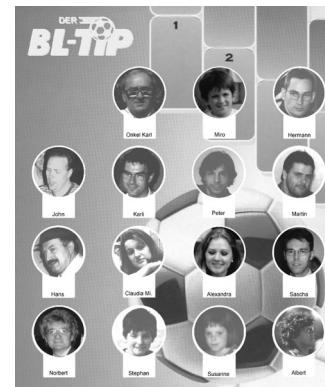 DER
BL-TIP
1
2
Onkel Karl
Miro
Hermann
John
Karli
Peter
Martin
Hans
Claudia Mi.
Alexandra
Sascha
Norbert
Stephan
Susanne
Albert